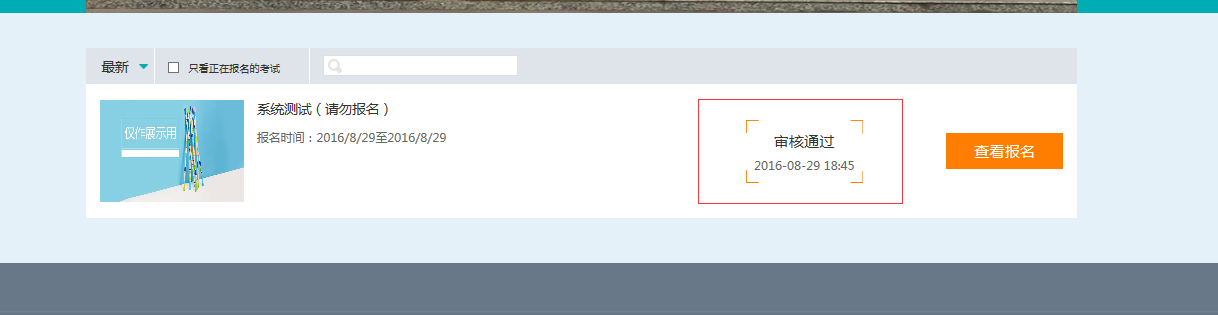 最新
只看正在报名的考试
仅作展示用
系统测试（请勿报名）
报名时间：2016/8/29至2016/8/29
审核通过
2016-08-29 18:45
查看报名